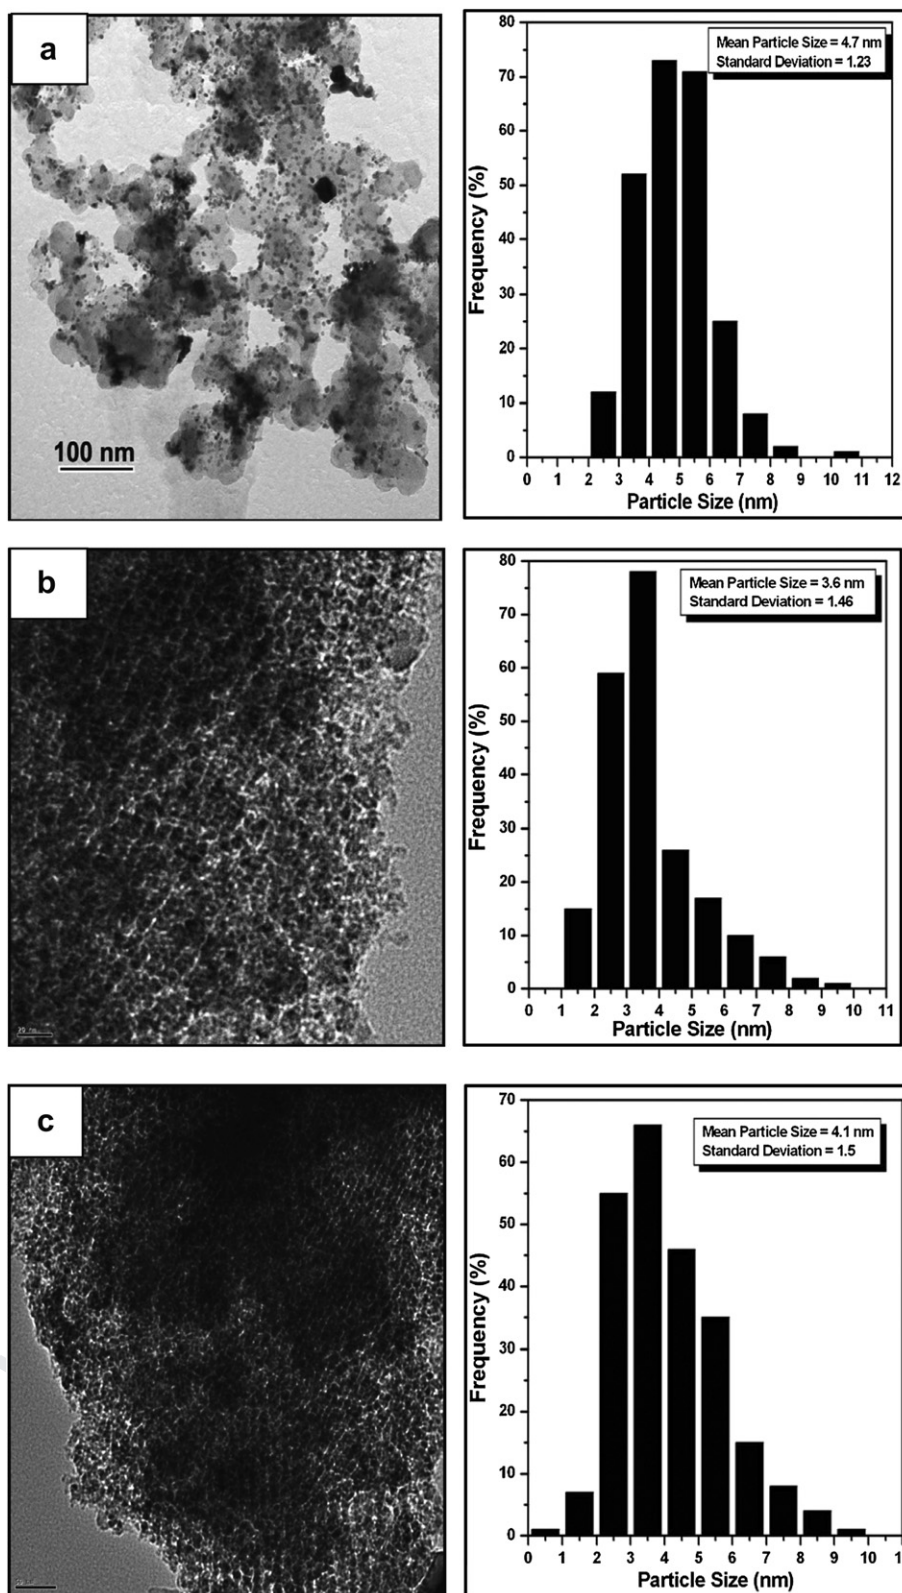 a
100 nm
Mean Particle Size = 4.7 nm
Standard Deviation = 1.23
Frequency (%)
80
70
60
50
40
30
20
10
0
0 1 2 3 4 5 6 7 8 9 10 11 12
Particle Size (nm)
b
Mean Particle Size = 3.6 nm
Standard Deviation = 1.46
Frequency (%)
80
70
60
50
40
30
20
10
0
0 1 2 3 4 5 6 7 8 9 10 11
Particle Size (nm)
c
Mean Particle Size = 4.1 nm
Standard Deviation = 1.5
Frequency (%)
70
60
50
40
30
20
10
0
0 1 2 3 4 5 6 7 8 9 10
Particle Size (nm)